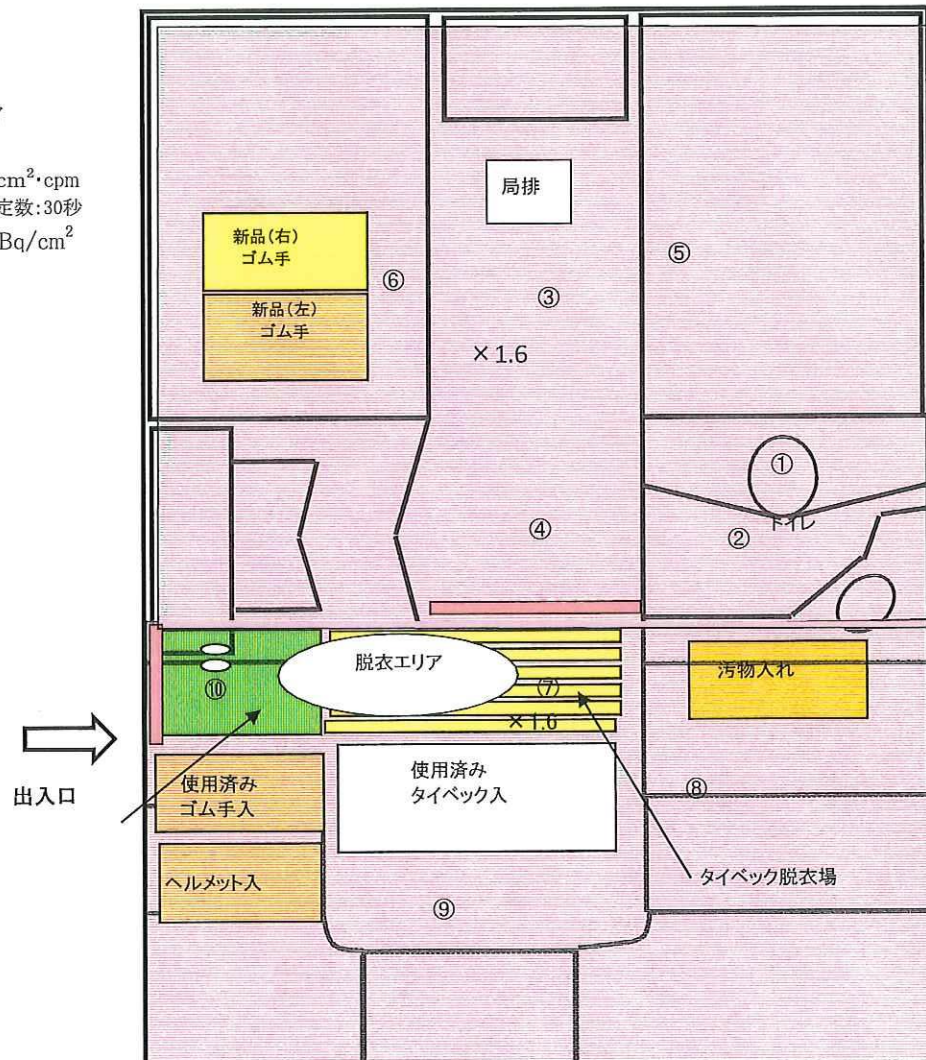 cm²・cpm
定数:30秒
Bq/cm²
局排
新品(右)
ゴム手
新品(左)
ゴム手
⑥
③
⑤
×1.6
①
トイレ
②
④
脱衣エリア
⑩
(7)
×1.6
汚物入れ
出入口
使用済み
ゴム手入
使用済み
タイベック入
⑧
ヘルメット入
タイベック脱衣場
⑨